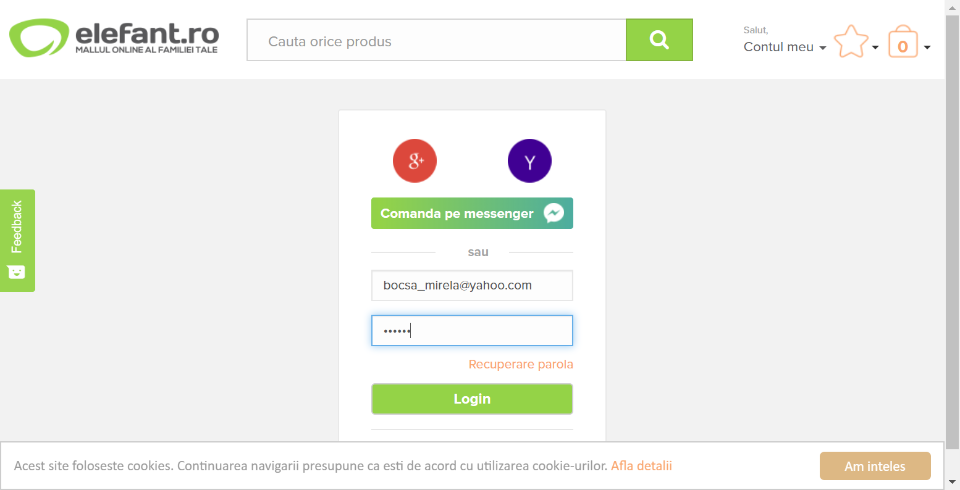 elefant.ro
MALLUL ONLINE AL FAMILIEI TALE
Cauta orice produs
Salut,
Contul meu
0
g+
Y
Comanda pe messenger
sau
bocsa_mirela@yahoo.com
••••••
Recuperare parola
Login
Feedback
Acest site foloseste cookies. Continuarea navigarii presupune ca esti de acord cu utilizarea cookie-urilor. Afla detalii
Am inteles